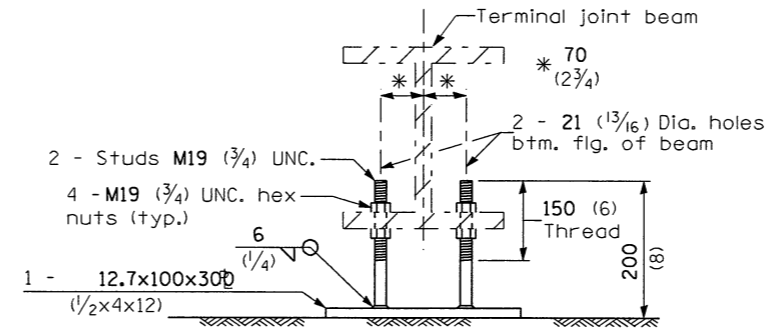 Terminal joint beam
* 70
(2 3/4)
* *
2 - 21 (13/16) Dia. holes
btm. flg. of beam
2 - Studs M19 (3/4) UNC.
4 - M19 (3/4) UNC. hex
nuts (typ.)
150 (6)
Thread
200
(8)
6
(1/4)
1 - 12.7x100x300 ℄
(1/2x4x12)